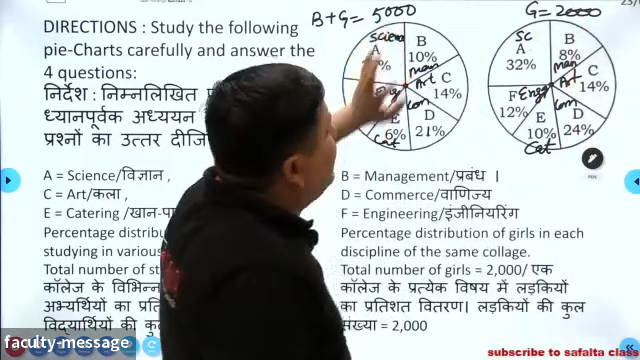 B+G = 5000
G = 2000
DIRECTIONS : Study the following
pie-Charts carefully and answer the
4 questions:
निर्देश : निम्नलिखित
ध्यानपूर्वक अध्ययन
प्रश्नों का उत्तर दीजि
Science
A
%
B
10%
man
C
14%
Art
D
21%
Com
E
6%
Cat
Sc
A
32%
B
8%
man
C
14%
Art
D
24%
Com
E
10%
Cat
F
12%
Engg
PEN
A = Science/विज्ञान ,
B = Management/प्रबंध ।
C = Art/कला ,
D = Commerce/वाणिज्य
E = Catering /खान-पा
F = Engineering/इंजीनियरिंग
Percentage distribu
studying in various
Total number of st
कॉलेज के विभिन्न
अभ्यर्थियों का प्रति
विद्यार्थियों की कु
Percentage distribution of girls in each
discipline of the same collage.
Total number of girls = 2,000/ एक
कॉलेज के प्रत्येक विषय में लड़कियों
का प्रतिशत वितरण। लड़कियों की कुल
संख्या = 2,000
faculty-message
subscribe to safalta class